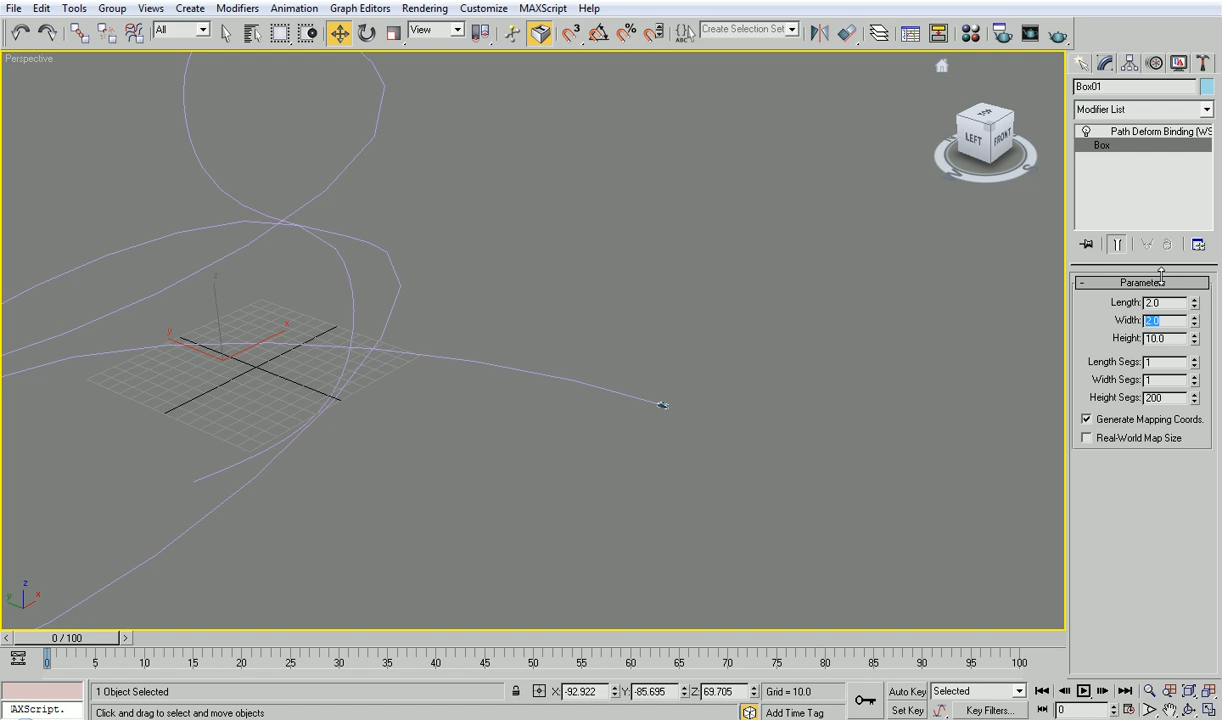 File Edit Tools Group Views Create Modifiers Animation Graph Editors Rendering Customize MAXScript Help
All View Create Selection Set
Perspective
TOP
LEFT FRONT
Box01
Modifier List
Path Deform Binding (WS
Box
- Parameters
Length: 2.0
Width: 2.0
Height: 10.0
Length Segs: 1
Width Segs: 1
Height Segs: 200
Generate Mapping Coords.
Real-World Map Size
z
y x
z
y x
< 0 / 100 >
0 5 10 15 20 25 30 35 40 45 50 55 60 65 70 75 80 85 90 95 100
1 Object Selected X: -92.922 Y: -85.695 Z: 69.705 Grid = 10.0 Auto Key Selected
AXScript. Click and drag to select and move objects Add Time Tag Set Key Key Filters... 0